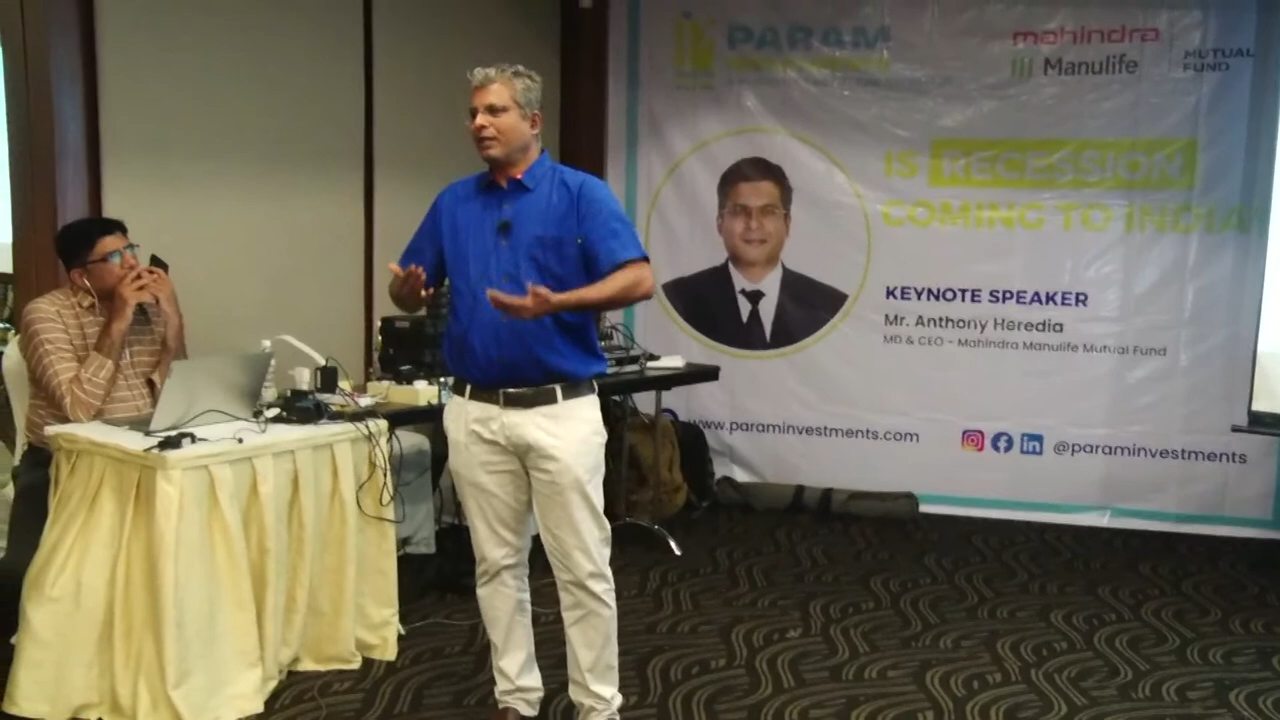 PARAM
mahindra
Manulife
MUTUAL
FUND
IS RECESSION
COMING TO INDIA
KEYNOTE SPEAKER
Mr. Anthony Heredia
MD & CEO - Mahindra Manulife Mutual Fund
www.paraminvestments.com
@paraminvestments